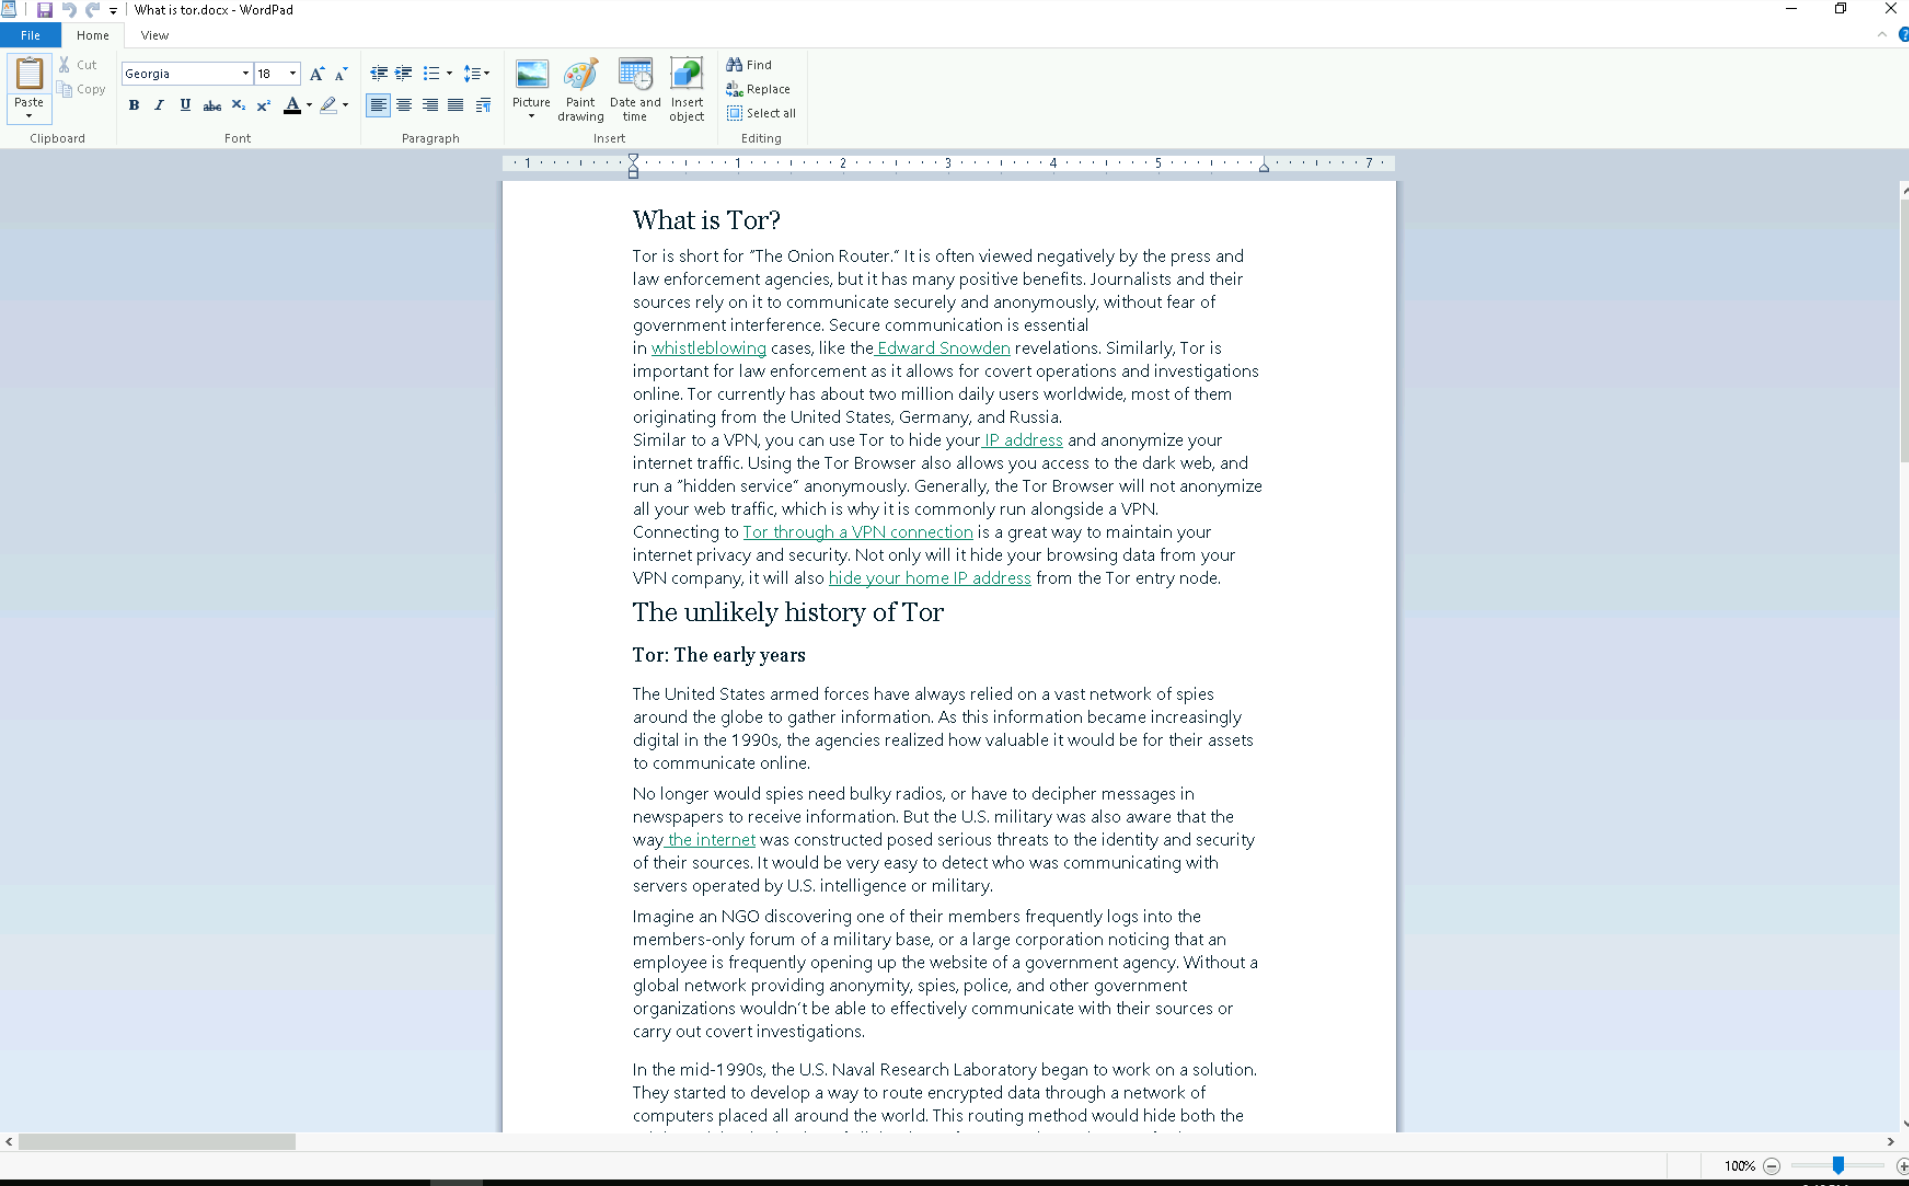 What is tor.docx - WordPad
File Home View
Paste
Cut
Copy
Clipboard
Georgia 18
B I U abc X₂ X² A
Font
Paragraph
Picture
Paint drawing
Date and time
Insert object
Insert
Find
Replace
Select all
Editing
1 1 2 3 4 5 7
What is Tor?
Tor is short for "The Onion Router." It is often viewed negatively by the press and
law enforcement agencies, but it has many positive benefits. Journalists and their
sources rely on it to communicate securely and anonymously, without fear of
government interference. Secure communication is essential
in whistleblowing cases, like the Edward Snowden revelations. Similarly, Tor is
important for law enforcement as it allows for covert operations and investigations
online. Tor currently has about two million daily users worldwide, most of them
originating from the United States, Germany, and Russia.
Similar to a VPN, you can use Tor to hide your IP address and anonymize your
internet traffic. Using the Tor Browser also allows you access to the dark web, and
run a "hidden service" anonymously. Generally, the Tor Browser will not anonymize
all your web traffic, which is why it is commonly run alongside a VPN.
Connecting to Tor through a VPN connection is a great way to maintain your
internet privacy and security. Not only will it hide your browsing data from your
VPN company, it will also hide your home IP address from the Tor entry node.
The unlikely history of Tor
Tor: The early years
The United States armed forces have always relied on a vast network of spies
around the globe to gather information. As this information became increasingly
digital in the 1990s, the agencies realized how valuable it would be for their assets
to communicate online.
No longer would spies need bulky radios, or have to decipher messages in
newspapers to receive information. But the U.S. military was also aware that the
way the internet was constructed posed serious threats to the identity and security
of their sources. It would be very easy to detect who was communicating with
servers operated by U.S. intelligence or military.
Imagine an NGO discovering one of their members frequently logs into the
members-only forum of a military base, or a large corporation noticing that an
employee is frequently opening up the website of a government agency. Without a
global network providing anonymity, spies, police, and other government
organizations wouldn't be able to effectively communicate with their sources or
carry out covert investigations.
In the mid-1990s, the U.S. Naval Research Laboratory began to work on a solution.
They started to develop a way to route encrypted data through a network of
computers placed all around the world. This routing method would hide both the
100%